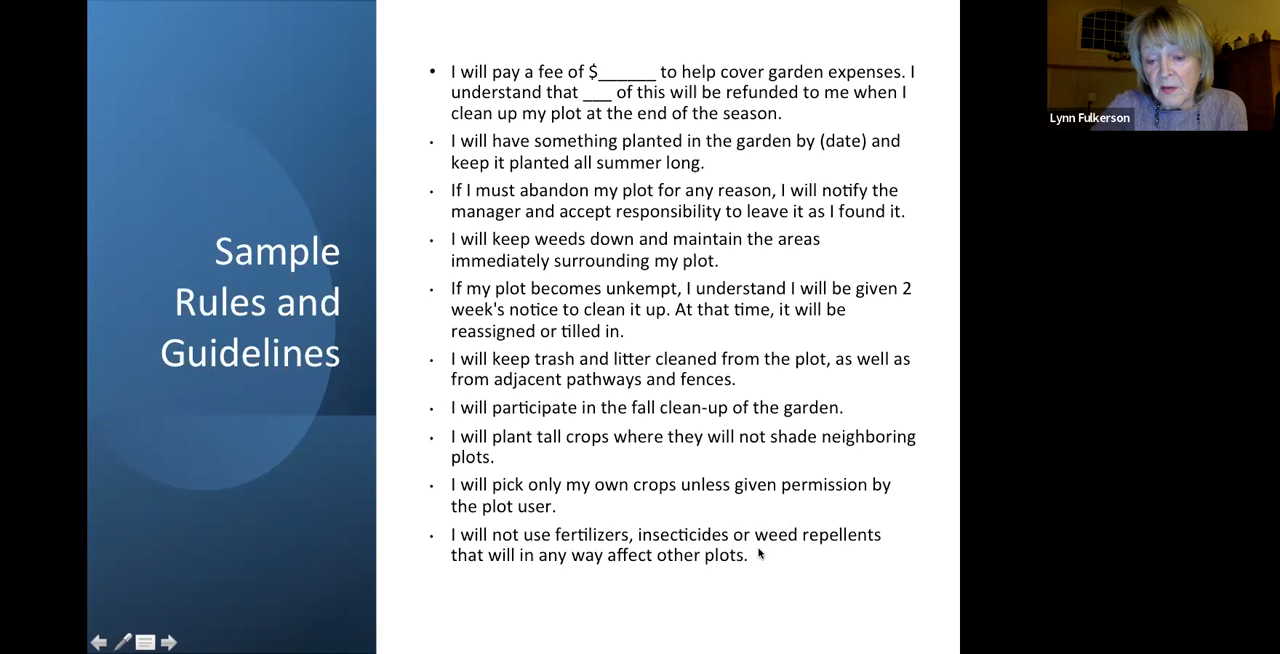 Sample
Rules and
Guidelines
• I will pay a fee of $______ to help cover garden expenses. I
understand that ___ of this will be refunded to me when I
clean up my plot at the end of the season.
• I will have something planted in the garden by (date) and
keep it planted all summer long.
• If I must abandon my plot for any reason, I will notify the
manager and accept responsibility to leave it as I found it.
• I will keep weeds down and maintain the areas
immediately surrounding my plot.
• If my plot becomes unkempt, I understand I will be given 2
week's notice to clean it up. At that time, it will be
reassigned or tilled in.
• I will keep trash and litter cleaned from the plot, as well as
from adjacent pathways and fences.
• I will participate in the fall clean-up of the garden.
• I will plant tall crops where they will not shade neighboring
plots.
• I will pick only my own crops unless given permission by
the plot user.
• I will not use fertilizers, insecticides or weed repellents
that will in any way affect other plots.
Lynn Fulkerson